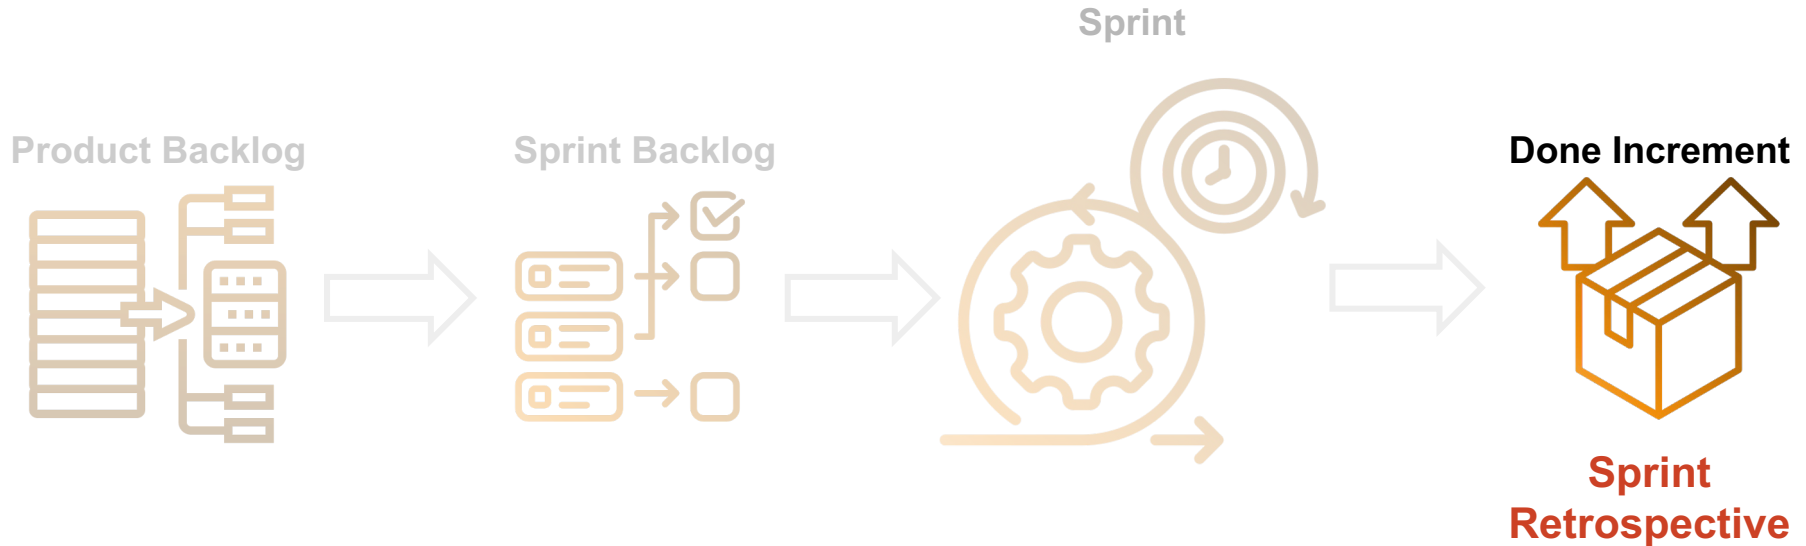 Sprint
Product Backlog
Sprint Backlog
Done Increment
Sprint
Retrospective